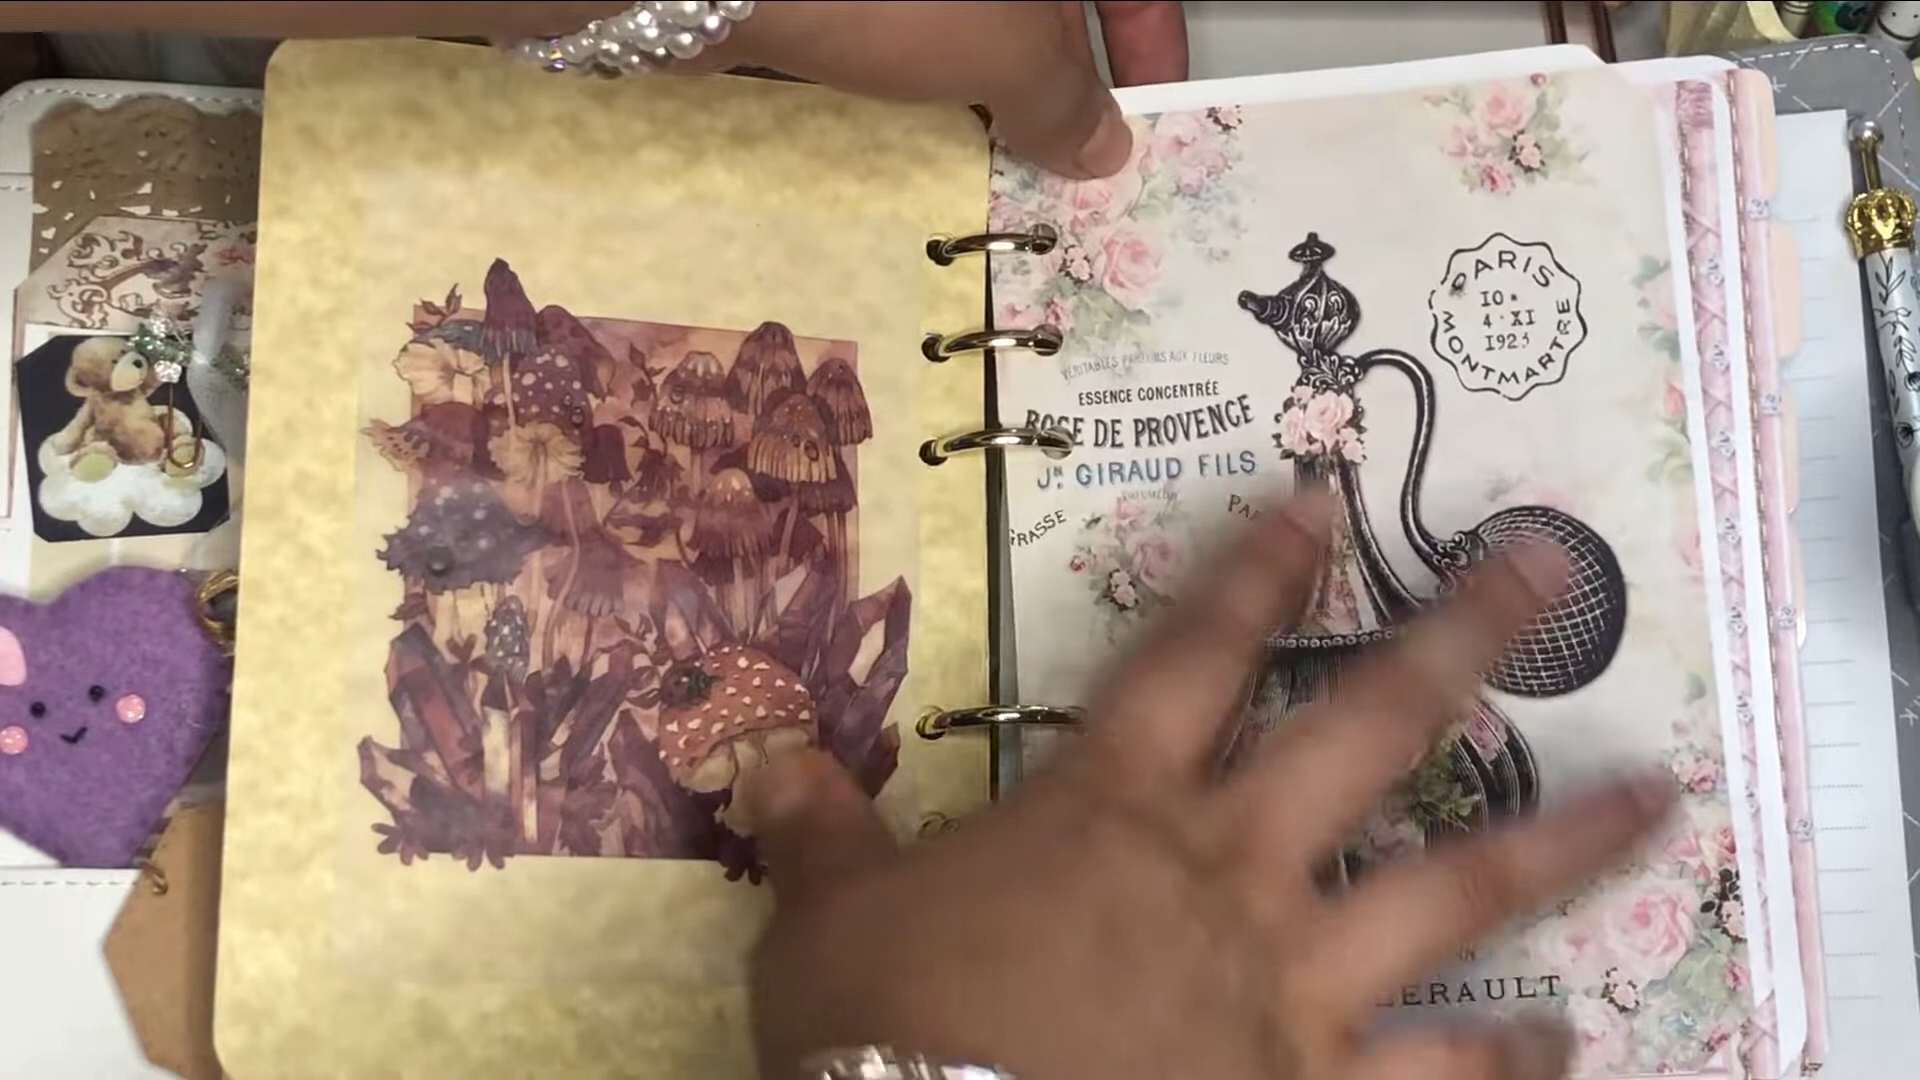 PARIS
10
4 XI
1923
MONTMARTRE
VÉRITABLES PARFUMS AUX FLEURS
ESSENCE CONCENTRÉE
ROSE DE PROVENCE
JN GIRAUD FILS
GRASSE